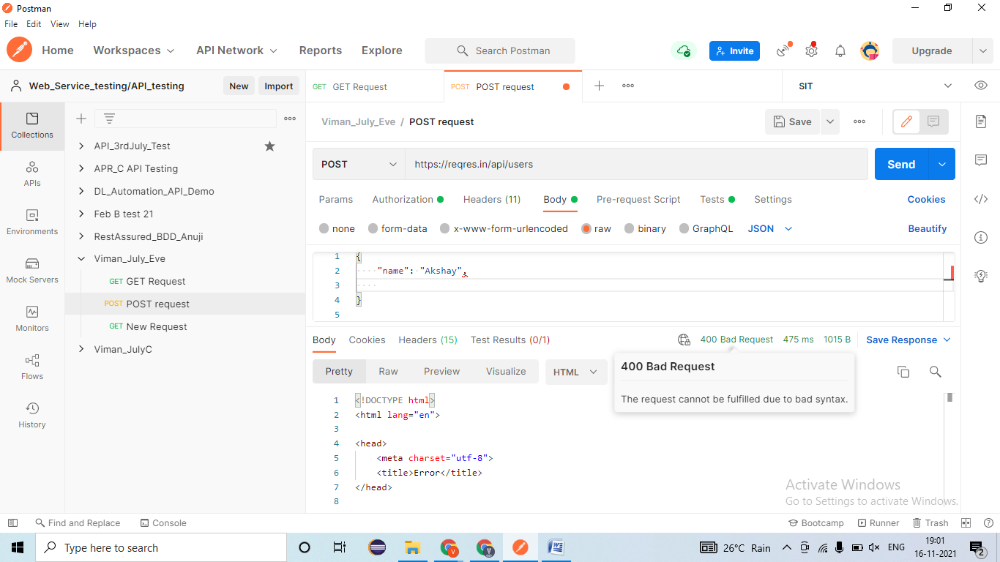 Postman
File Edit View Help
Home Workspaces API Network Reports Explore Search Postman Invite Upgrade
Web_Service_testing/API_testing New Import GET GET Request POST POST request SIT
Viman_July_Eve / POST request Save
Collections
APIs
Environments
Mock Servers
Monitors
Flows
History
API_3rdJuly_Test
APR_C API Testing
DL_Automation_API_Demo
Feb B test 21
RestAssured_BDD_Anuji
Viman_July_Eve
GET GET Request
POST POST request
GET New Request
Viman_JulyC
POST https://reqres.in/api/users Send
Params Authorization Headers (11) Body Pre-request Script Tests Settings Cookies
none form-data x-www-form-urlencoded raw binary GraphQL JSON Beautify
1 {
2 "name": "Akshay",
3
4 }
5
Body Cookies Headers (15) Test Results (0/1) 400 Bad Request 475 ms 1015 B Save Response
Pretty Raw Preview Visualize HTML
400 Bad Request
The request cannot be fulfilled due to bad syntax.
1 <!DOCTYPE html>
2 <html lang="en">
3
4 <head>
5 <meta charset="utf-8">
6 <title>Error</title>
7 </head>
8
Activate Windows
Go to Settings to activate Windows.
Find and Replace Console Bootcamp Runner Trash
Type here to search 26°C Rain ENG 19:01
16-11-2021 2